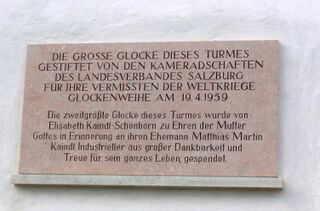 DIE GROSSE GLOCKE DIESES TURMES
GESTIFTET VON DEN KAMERADSCHAFTEN
DES LANDESVERBANDES SALZBURG
FÜR IHRE VERMISSTEN DER WELTKRIEGE
GLOCKENWEIHE AM 19.4.1959
Die zweitgrößte Glocke dieses Turmes wurde von
Elisabeth Kaindl-Schönborn zu Ehren der Mutter
Gottes in Erinnerung an ihren Ehemann Matthias Martin
Kaindl Industrieller aus großer Dankbarkeit und
Treue für sein ganzes Leben, gespendet.